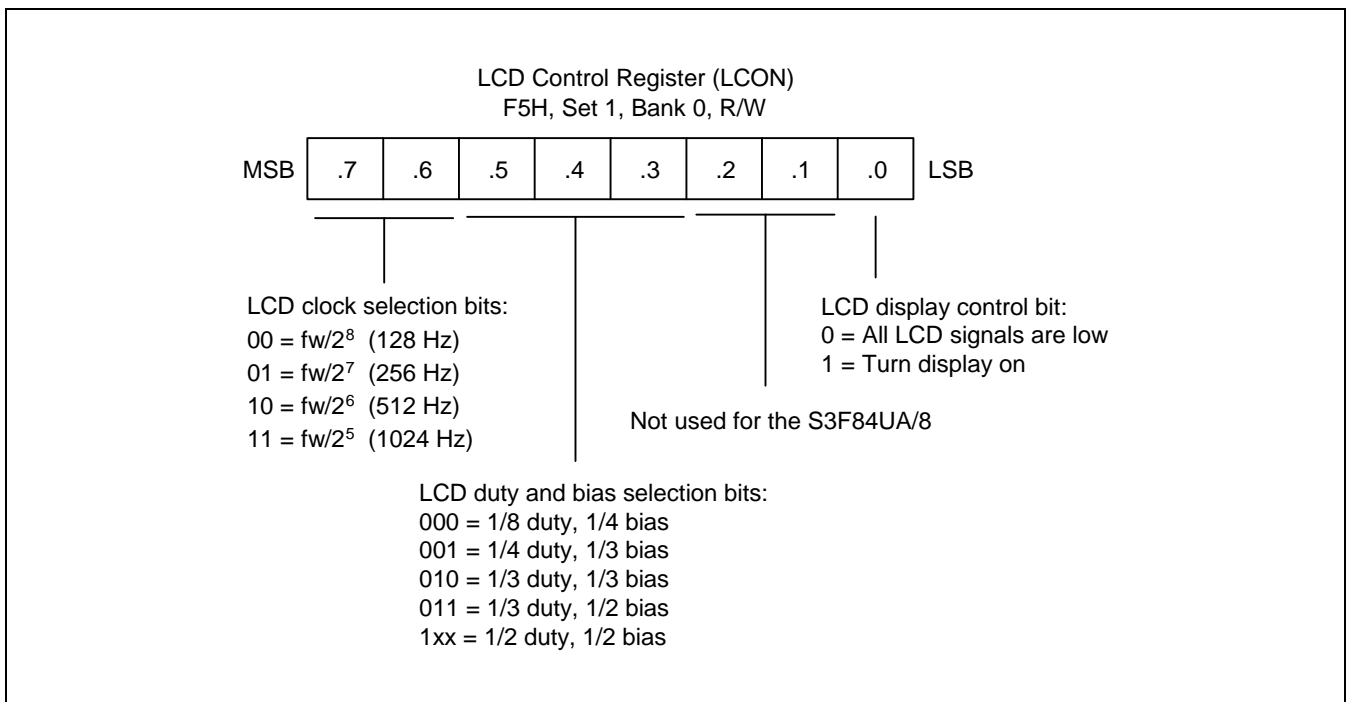 LCD Control Register (LCON)
F5H, Set 1, Bank 0, R/W
MSB .7 .6 .5 .4 .3 .2 .1 .0 LSB
LCD clock selection bits:
00 = fw/2⁸ (128 Hz)
01 = fw/2⁷ (256 Hz)
10 = fw/2⁶ (512 Hz)
11 = fw/2⁵ (1024 Hz)
LCD display control bit:
0 = All LCD signals are low
1 = Turn display on
Not used for the S3F84UA/8
LCD duty and bias selection bits:
000 = 1/8 duty, 1/4 bias
001 = 1/4 duty, 1/3 bias
010 = 1/3 duty, 1/3 bias
011 = 1/3 duty, 1/2 bias
1xx = 1/2 duty, 1/2 bias